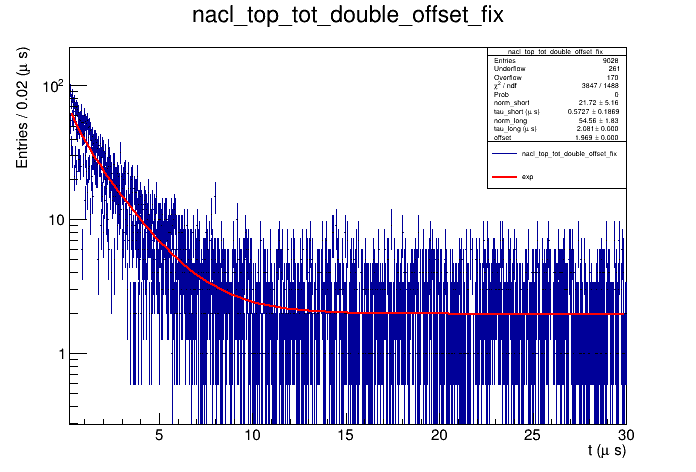 nacl_top_tot_double_offset_fix
Entries / 0.02 (μ s)
10²
10
1
nacl_top_tot_double_offset_fix
Entries 9028
Underflow 261
Overflow 170
χ² / ndf 3847 / 1488
Prob 0
norm_short 21.72 ± 5.16
tau_short (μ s) 0.5727 ± 0.1869
norm_long 54.56 ± 1.83
tau_long (μ s) 2.081 ± 0.000
offset 1.969 ± 0.000
nacl_top_tot_double_offset_fix
exp
5 10 15 20 25 30
t (μ s)